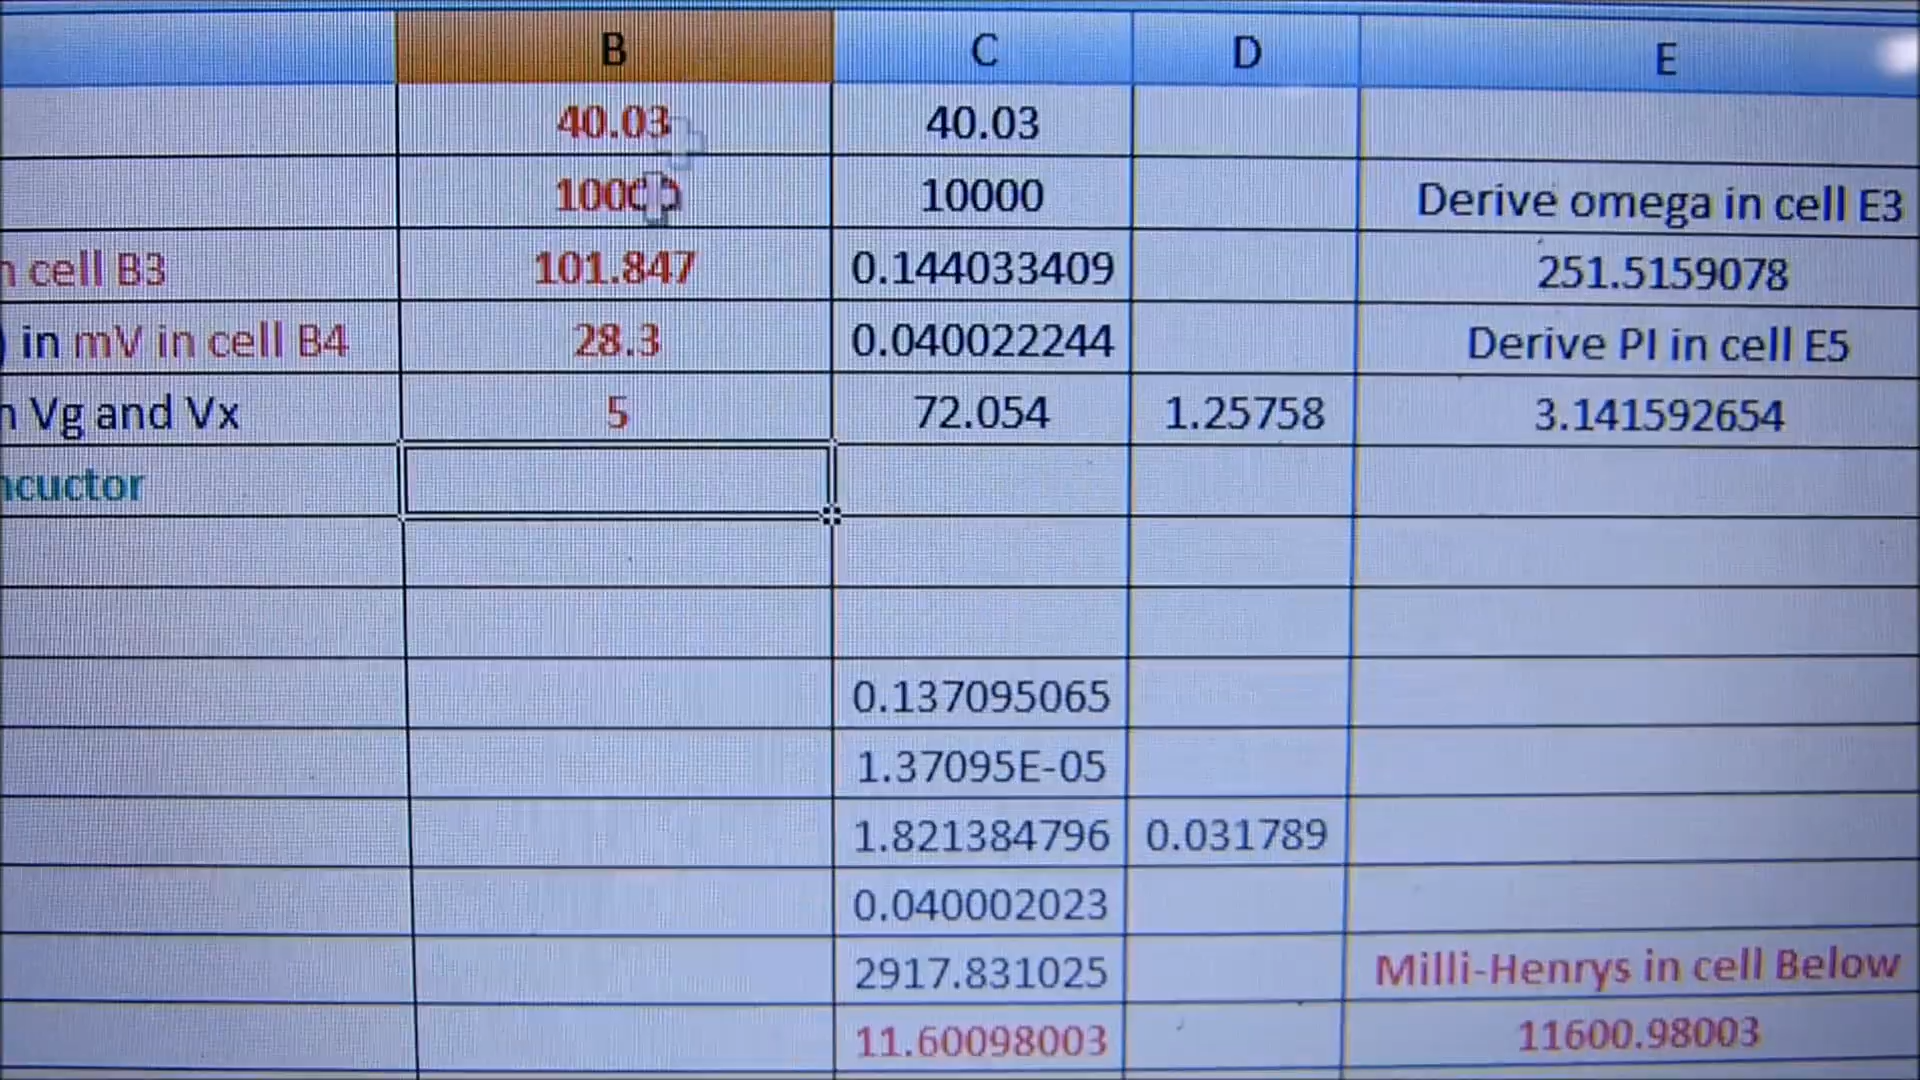 B C D E
40.03 40.03
10000 10000 Derive omega in cell E3
cell B3 101.847 0.144033409 251.5159078
) in mV in cell B4 28.3 0.040022244 Derive PI in cell E5
Vg and Vx 5 72.054 1.25758 3.141592654
ncuctor
0.137095065
1.37095E-05
1.821384796 0.031789
0.040002023
2917.831025 Milli-Henrys in cell Below
11.60098003 11600.98003